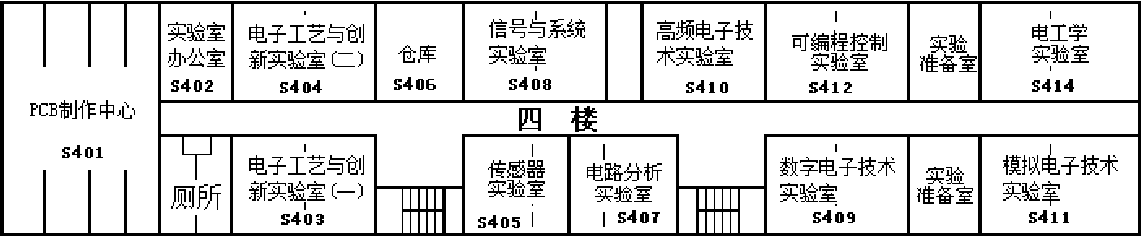 PCB制作中心
S401
实验室
办公室
S402
电子工艺与创
新实验室(二)
S404
仓库
S406
信号与系统
实验室
S408
高频电子技
术实验室
S410
可编程控制
实验室
S412
实验
准备室
电工学
实验室
S414
四 楼
厕所
电子工艺与创
新实验室(一)
S403
传感器
实验室
S405
电路分析
实验室
S407
数字电子技术
实验室
S409
实验
准备室
模拟电子技术
实验室
S411